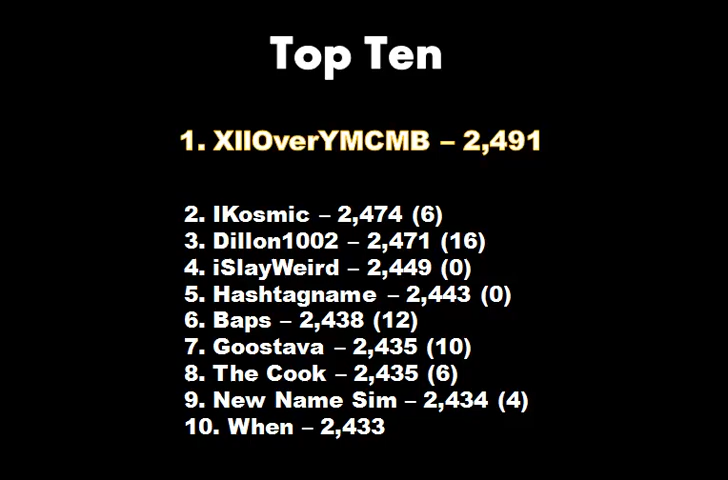 Top Ten
1. XIIOverYMCMB – 2,491
2. IKosmic – 2,474 (6)
3. Dillon1002 – 2,471 (16)
4. iSlayWeird – 2,449 (0)
5. Hashtagname – 2,443 (0)
6. Baps – 2,438 (12)
7. Goostava – 2,435 (10)
8. The Cook – 2,435 (6)
9. New Name Sim – 2,434 (4)
10. When – 2,433